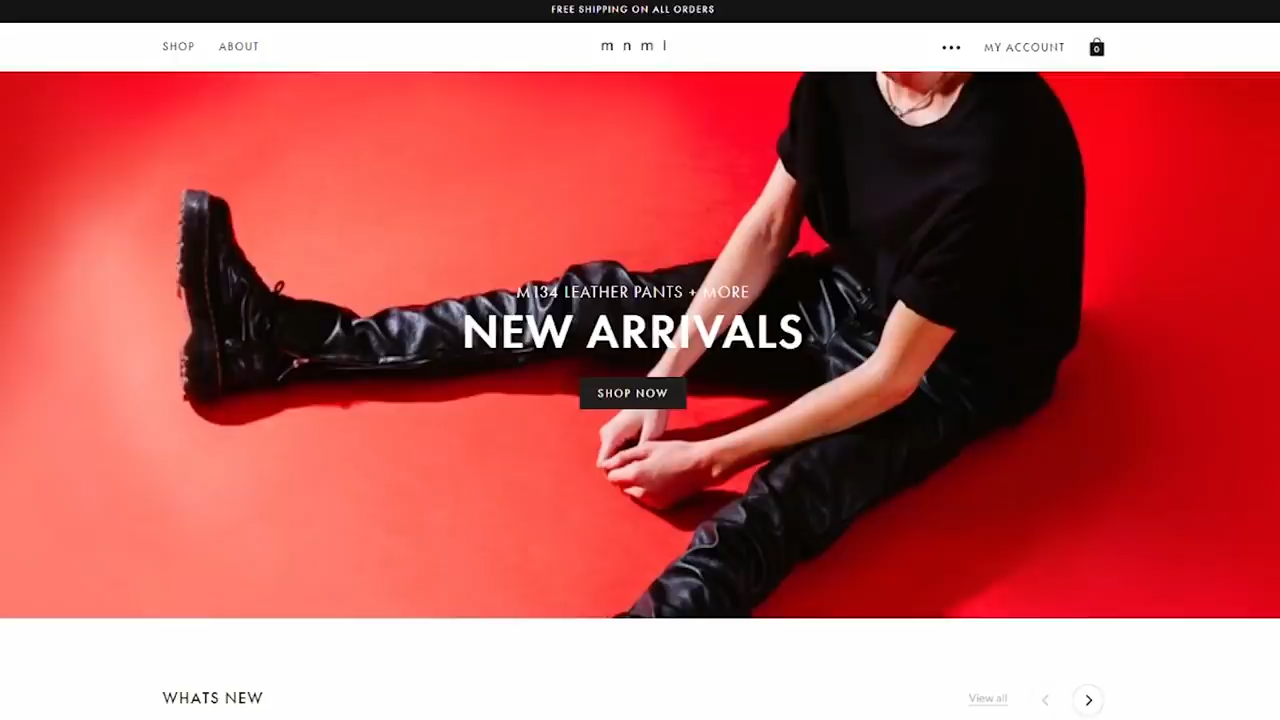 FREE SHIPPING ON ALL ORDERS
SHOP ABOUT mnml ••• MY ACCOUNT 0
M134 LEATHER PANTS + MORE
NEW ARRIVALS
SHOP NOW
WHATS NEW View all